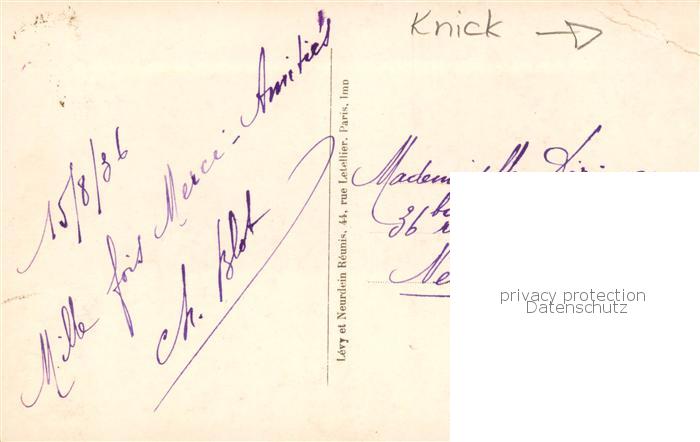 Knick
15/8/36
Mille fois Merci - Amitiés
Ch. Blot
Lévy et Neurdein Réunis, 44, rue Letellier, Paris, Imp
36
privacy protection
Datenschutz